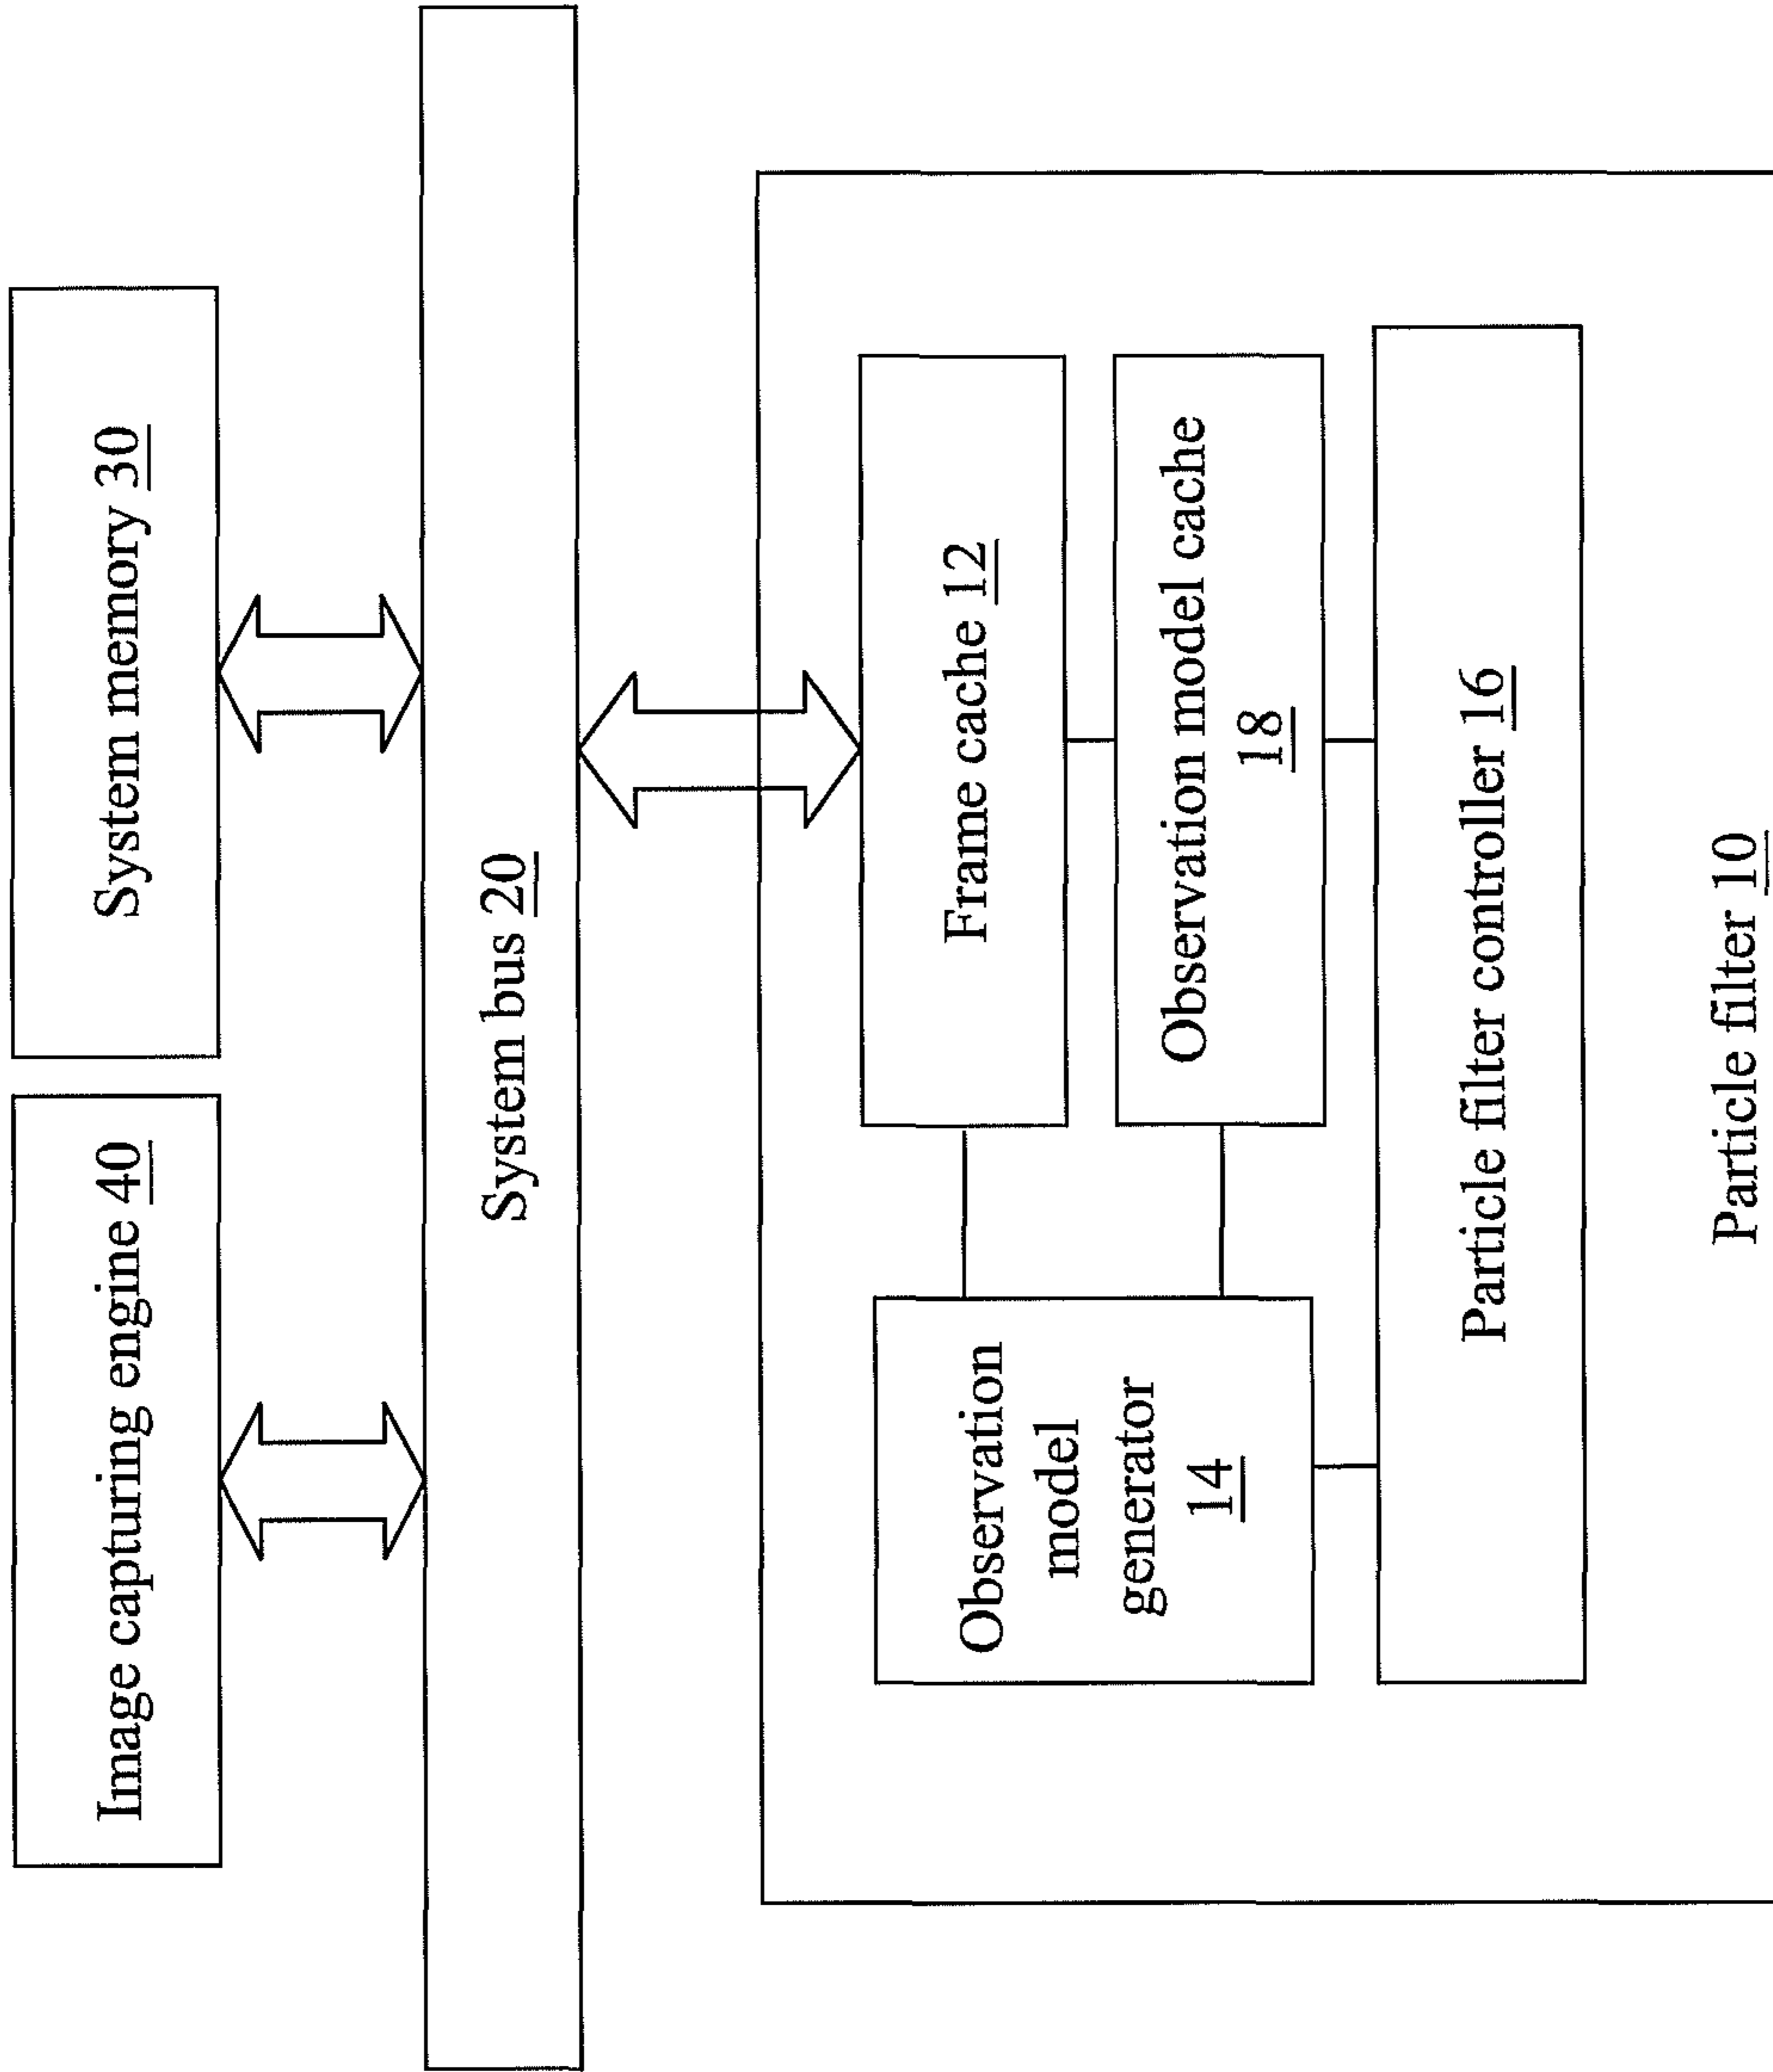 Image capturing engine 40
System memory 30
System bus 20
Observation
model
generator
14
Frame cache 12
Observation model cache
18
Particle filter controller 16
Particle filter 10